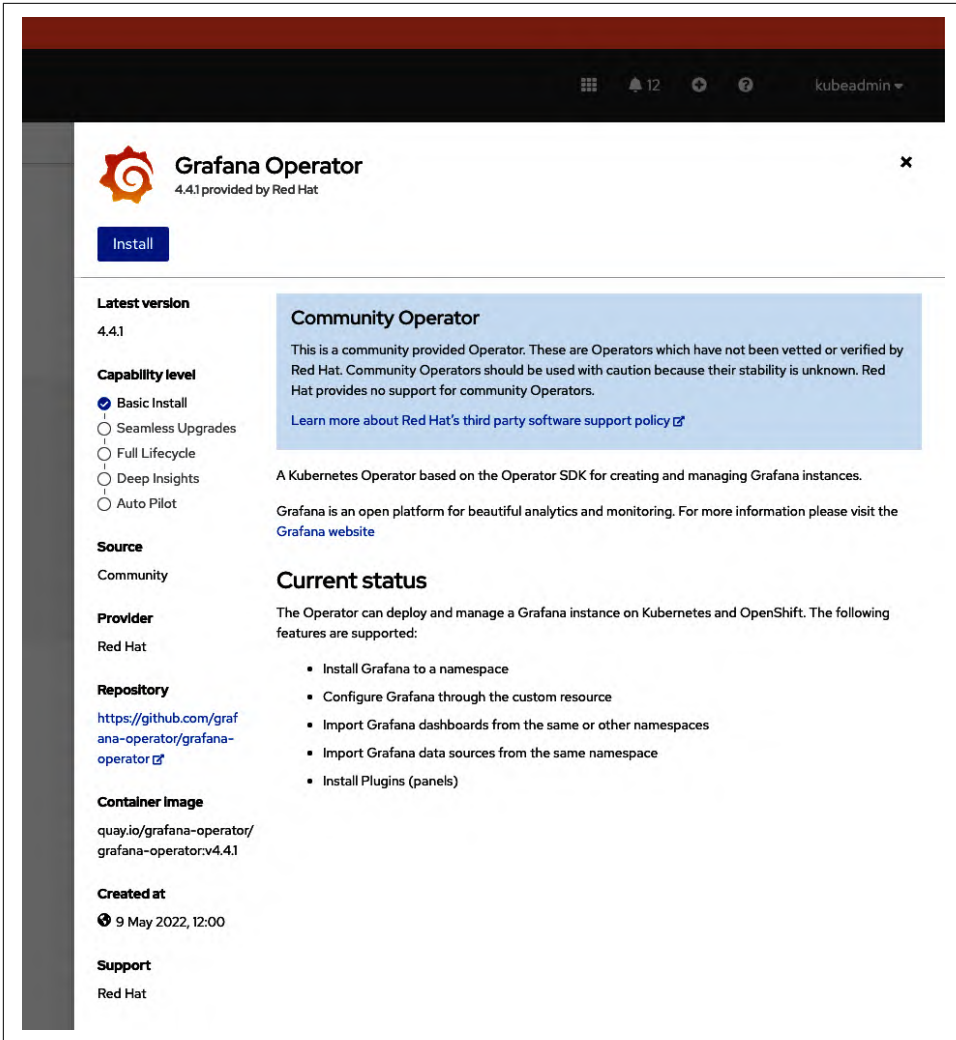 12
kubeadmin
Grafana Operator
4.4.1 provided by Red Hat
Install
Latest version
4.4.1
Capability level
Basic Install
Seamless Upgrades
Full Lifecycle
Deep Insights
Auto Pilot
Source
Community
Provider
Red Hat
Repository
https://github.com/graf
ana-operator/grafana-
operator
Container image
quay.io/grafana-operator/
grafana-operator:v4.4.1
Created at
9 May 2022, 12:00
Support
Red Hat
Community Operator
This is a community provided Operator. These are Operators which have not been vetted or verified by
Red Hat. Community Operators should be used with caution because their stability is unknown. Red
Hat provides no support for community Operators.
Learn more about Red Hat's third party software support policy
A Kubernetes Operator based on the Operator SDK for creating and managing Grafana instances.
Grafana is an open platform for beautiful analytics and monitoring. For more information please visit the
Grafana website
Current status
The Operator can deploy and manage a Grafana instance on Kubernetes and OpenShift. The following
features are supported:
• Install Grafana to a namespace
• Configure Grafana through the custom resource
• Import Grafana dashboards from the same or other namespaces
• Import Grafana data sources from the same namespace
• Install Plugins (panels)